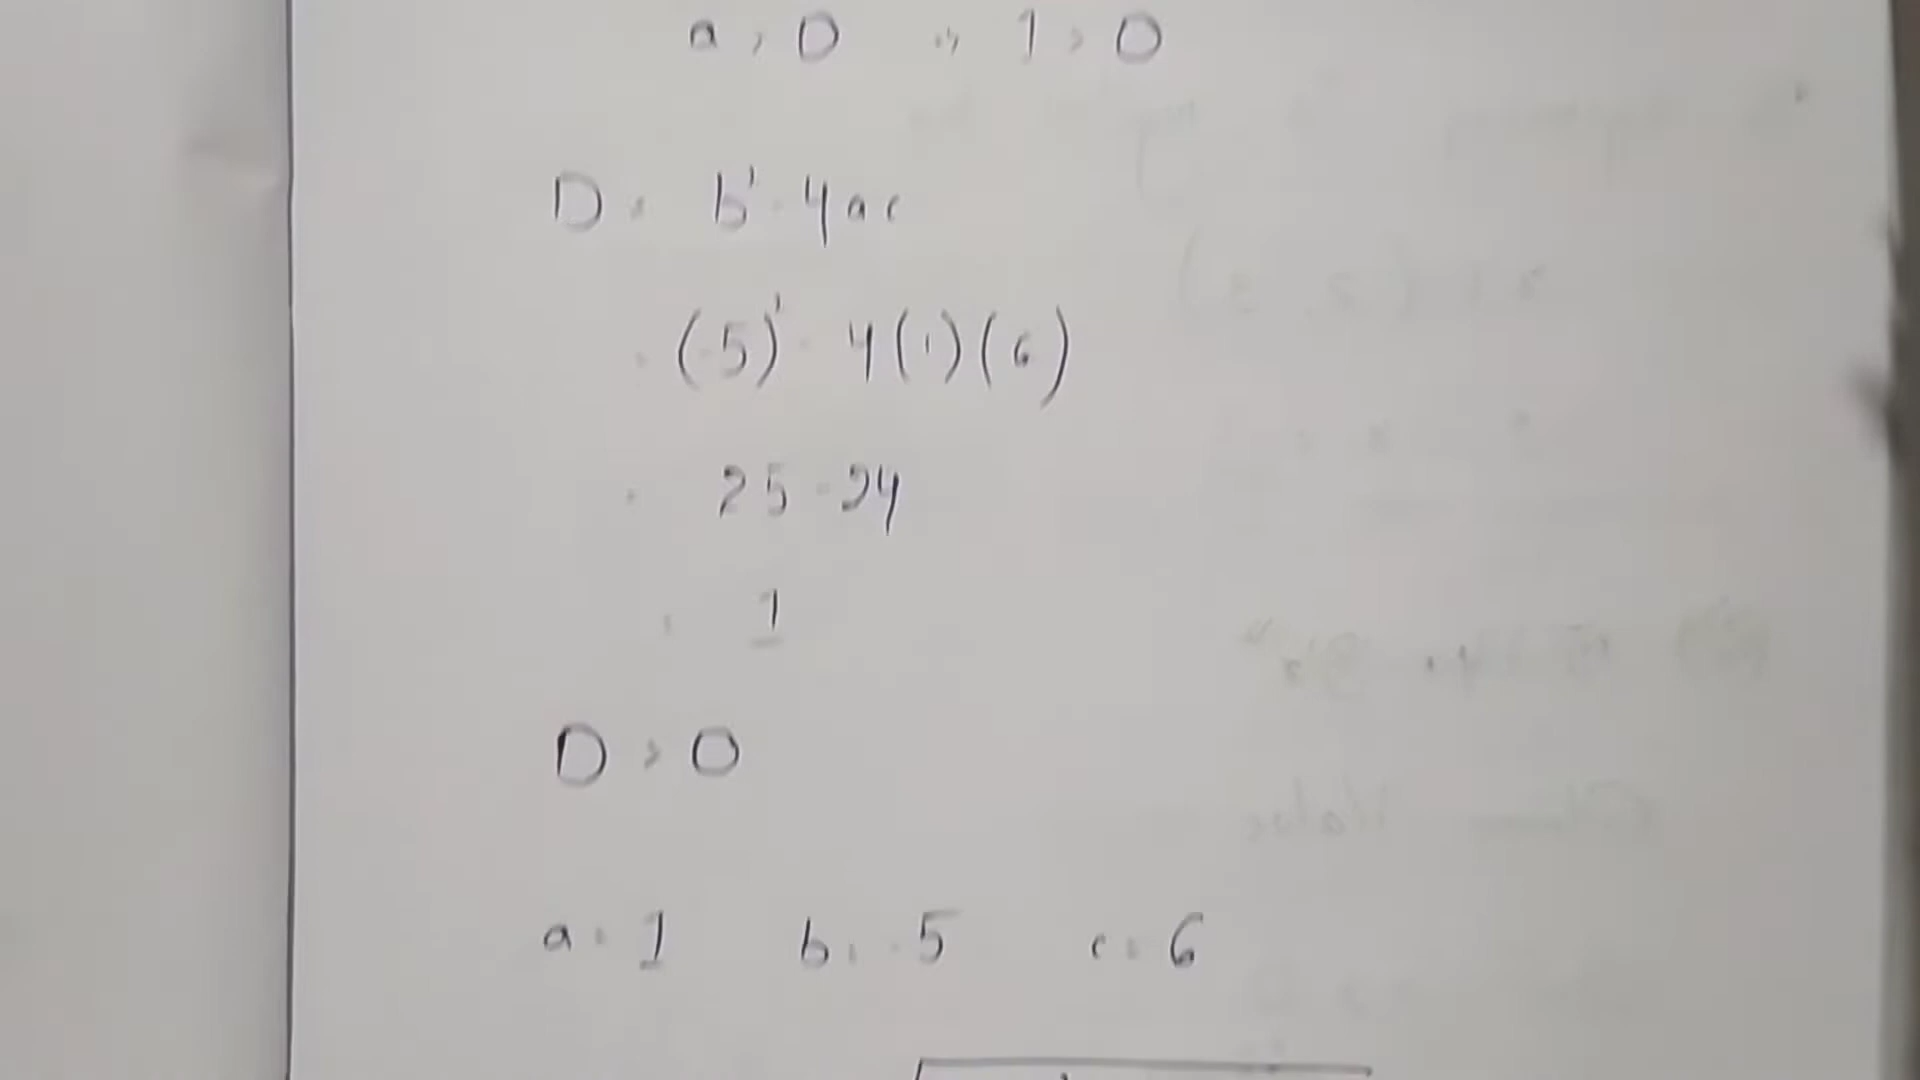 a > 0 ∵ 1 > 0
D = b² - 4ac
= (-5)² - 4(1)(6)
= 25 - 24
= 1
D > 0
a = 1 b = -5 c = 6